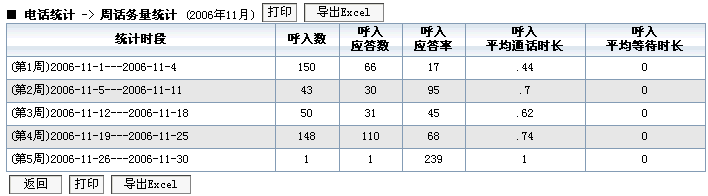 ■ 电话统计 -> 周话务量统计 (2006年11月) 打印 导出Excel
统计时段 呼入数 呼入应答数 呼入应答率 呼入平均通话时长 呼入平均等待时长
(第1周)2006-11-1---2006-11-4 150 66 17 .44 0
(第2周)2006-11-5---2006-11-11 43 30 95 .7 0
(第3周)2006-11-12---2006-11-18 50 31 45 .62 0
(第4周)2006-11-19---2006-11-25 148 110 68 .74 0
(第5周)2006-11-26---2006-11-30 1 1 239 1 0
返回 打印 导出Excel